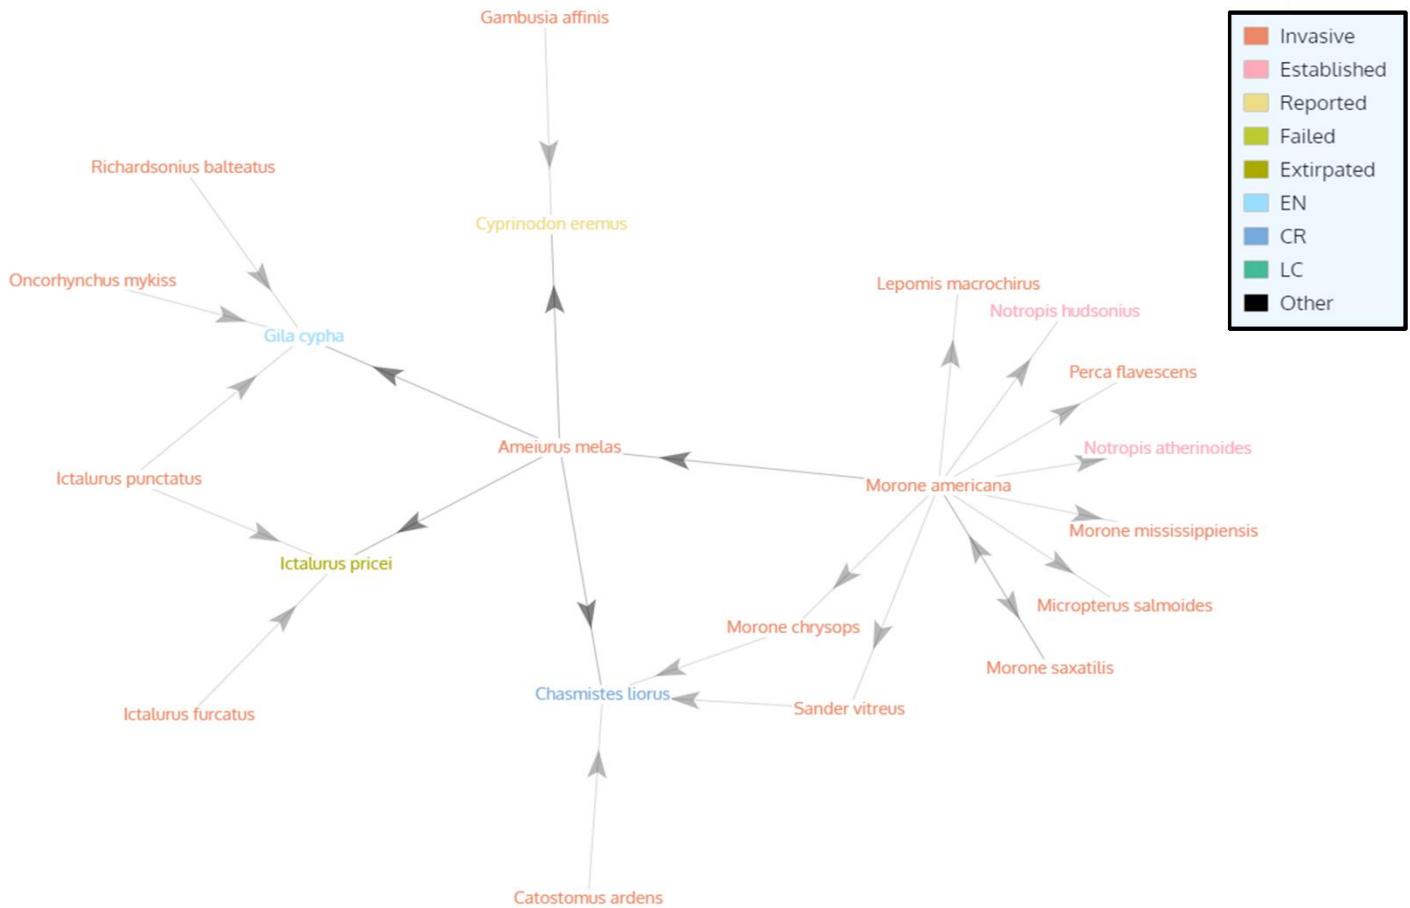 Gambusia affinis
Invasive
Established
Reported
Failed
Extirpated
EN
CR
LC
Other
Richardsonius balteatus
Cyprinodon eremus
Oncorhynchus mykiss
Lepomis macrochirus
Notropis hudsonius
Gila cypha
Perca flavescens
Ameiurus melas
Notropis atherinoides
Ictalurus punctatus
Morone americana
Morone mississippiensis
Ictalurus pricei
Micropterus salmoides
Morone chrysops
Morone saxatilis
Chasmistes liorus
Sander vitreus
Ictalurus furcatus
Catostomus ardens